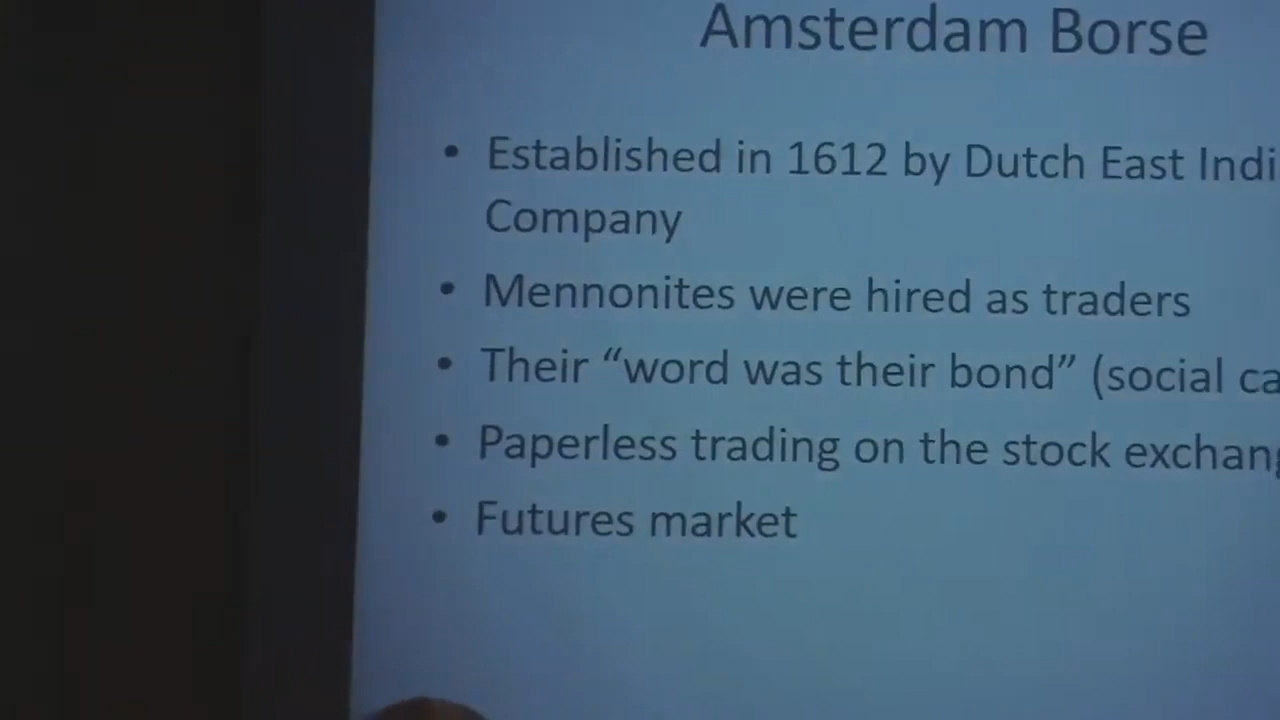 Amsterdam Borse
• Established in 1612 by Dutch East Indi
Company
• Mennonites were hired as traders
• Their “word was their bond” (social ca
• Paperless trading on the stock exchang
• Futures market